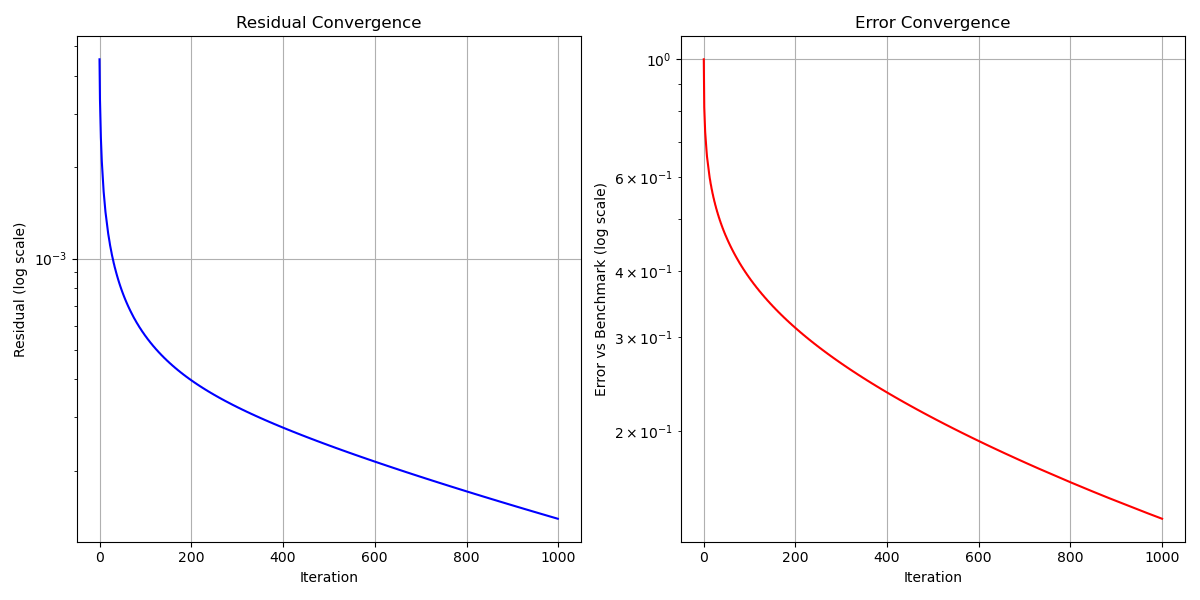 Residual Convergence
Residual (log scale)
10⁻³
0 200 400 600 800 1000
Iteration
Error Convergence
Error vs Benchmark (log scale)
10⁰
6 × 10⁻¹
4 × 10⁻¹
3 × 10⁻¹
2 × 10⁻¹
0 200 400 600 800 1000
Iteration